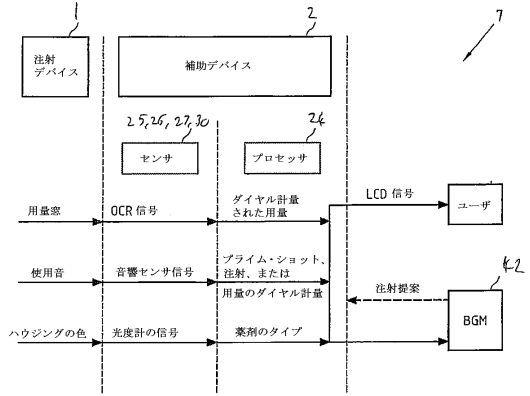 1
2
7
注射
デバイス
補助デバイス
25,26,27,30
24
センサ
プロセッサ
用量窓
OCR 信号
ダイヤル計量
された用量
LCD 信号
ユーザ
使用音
音響センサ信号
プライム・ショット、
注射、または
用量のダイヤル計量
注射提案
42
BGM
ハウジングの色
光度計の信号
薬剤のタイプ